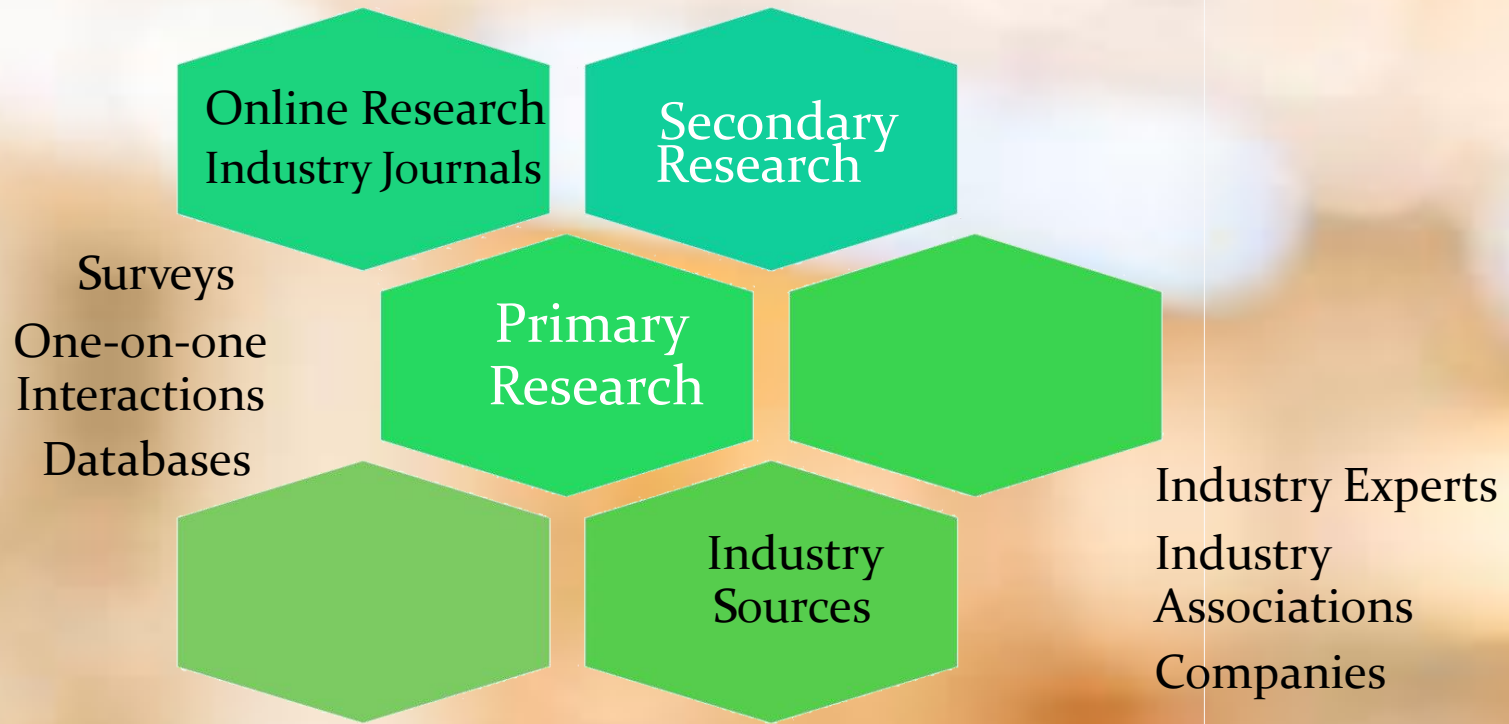 Online Research
Industry Journals
Secondary
Research
Surveys
One-on-one
Interactions
Databases
Primary
Research
Industry
Sources
Industry Experts
Industry
Associations
Companies